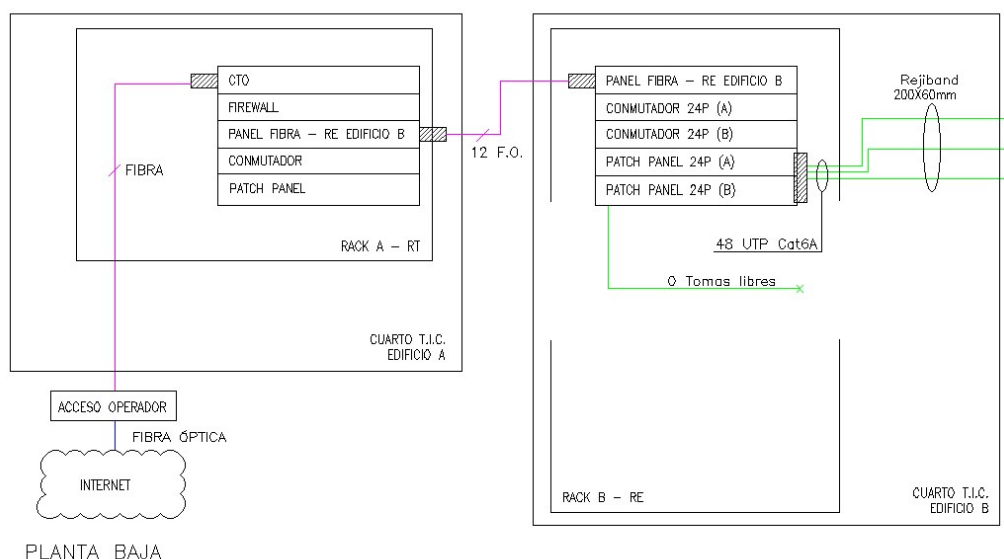 CTO
FIREWALL
PANEL FIBRA – RE EDIFICIO B
CONMUTADOR
PATCH PANEL
FIBRA
12 F.O.
RACK A – RT
CUARTO T.I.C.
EDIFICIO A
ACCESO OPERADOR
FIBRA ÓPTICA
INTERNET
PLANTA BAJA
PANEL FIBRA – RE EDIFICIO B
CONMUTADOR 24P (A)
CONMUTADOR 24P (B)
PATCH PANEL 24P (A)
PATCH PANEL 24P (B)
Rejiband
200X60mm
48 UTP Cat6A
0 Tomas libres
RACK B – RE
CUARTO T.I.C.
EDIFICIO B